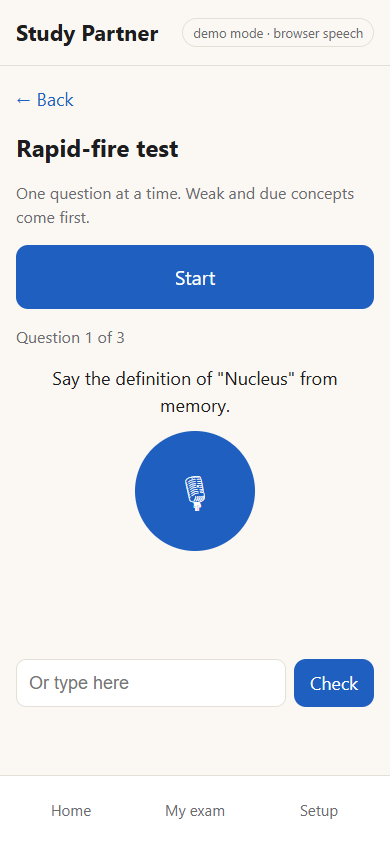 Study Partner
demo mode · browser speech
← Back
Rapid-fire test
One question at a time. Weak and due concepts
come first.
Start
Question 1 of 3
Say the definition of "Nucleus" from
memory.
Or type here
Check
Home
My exam
Setup